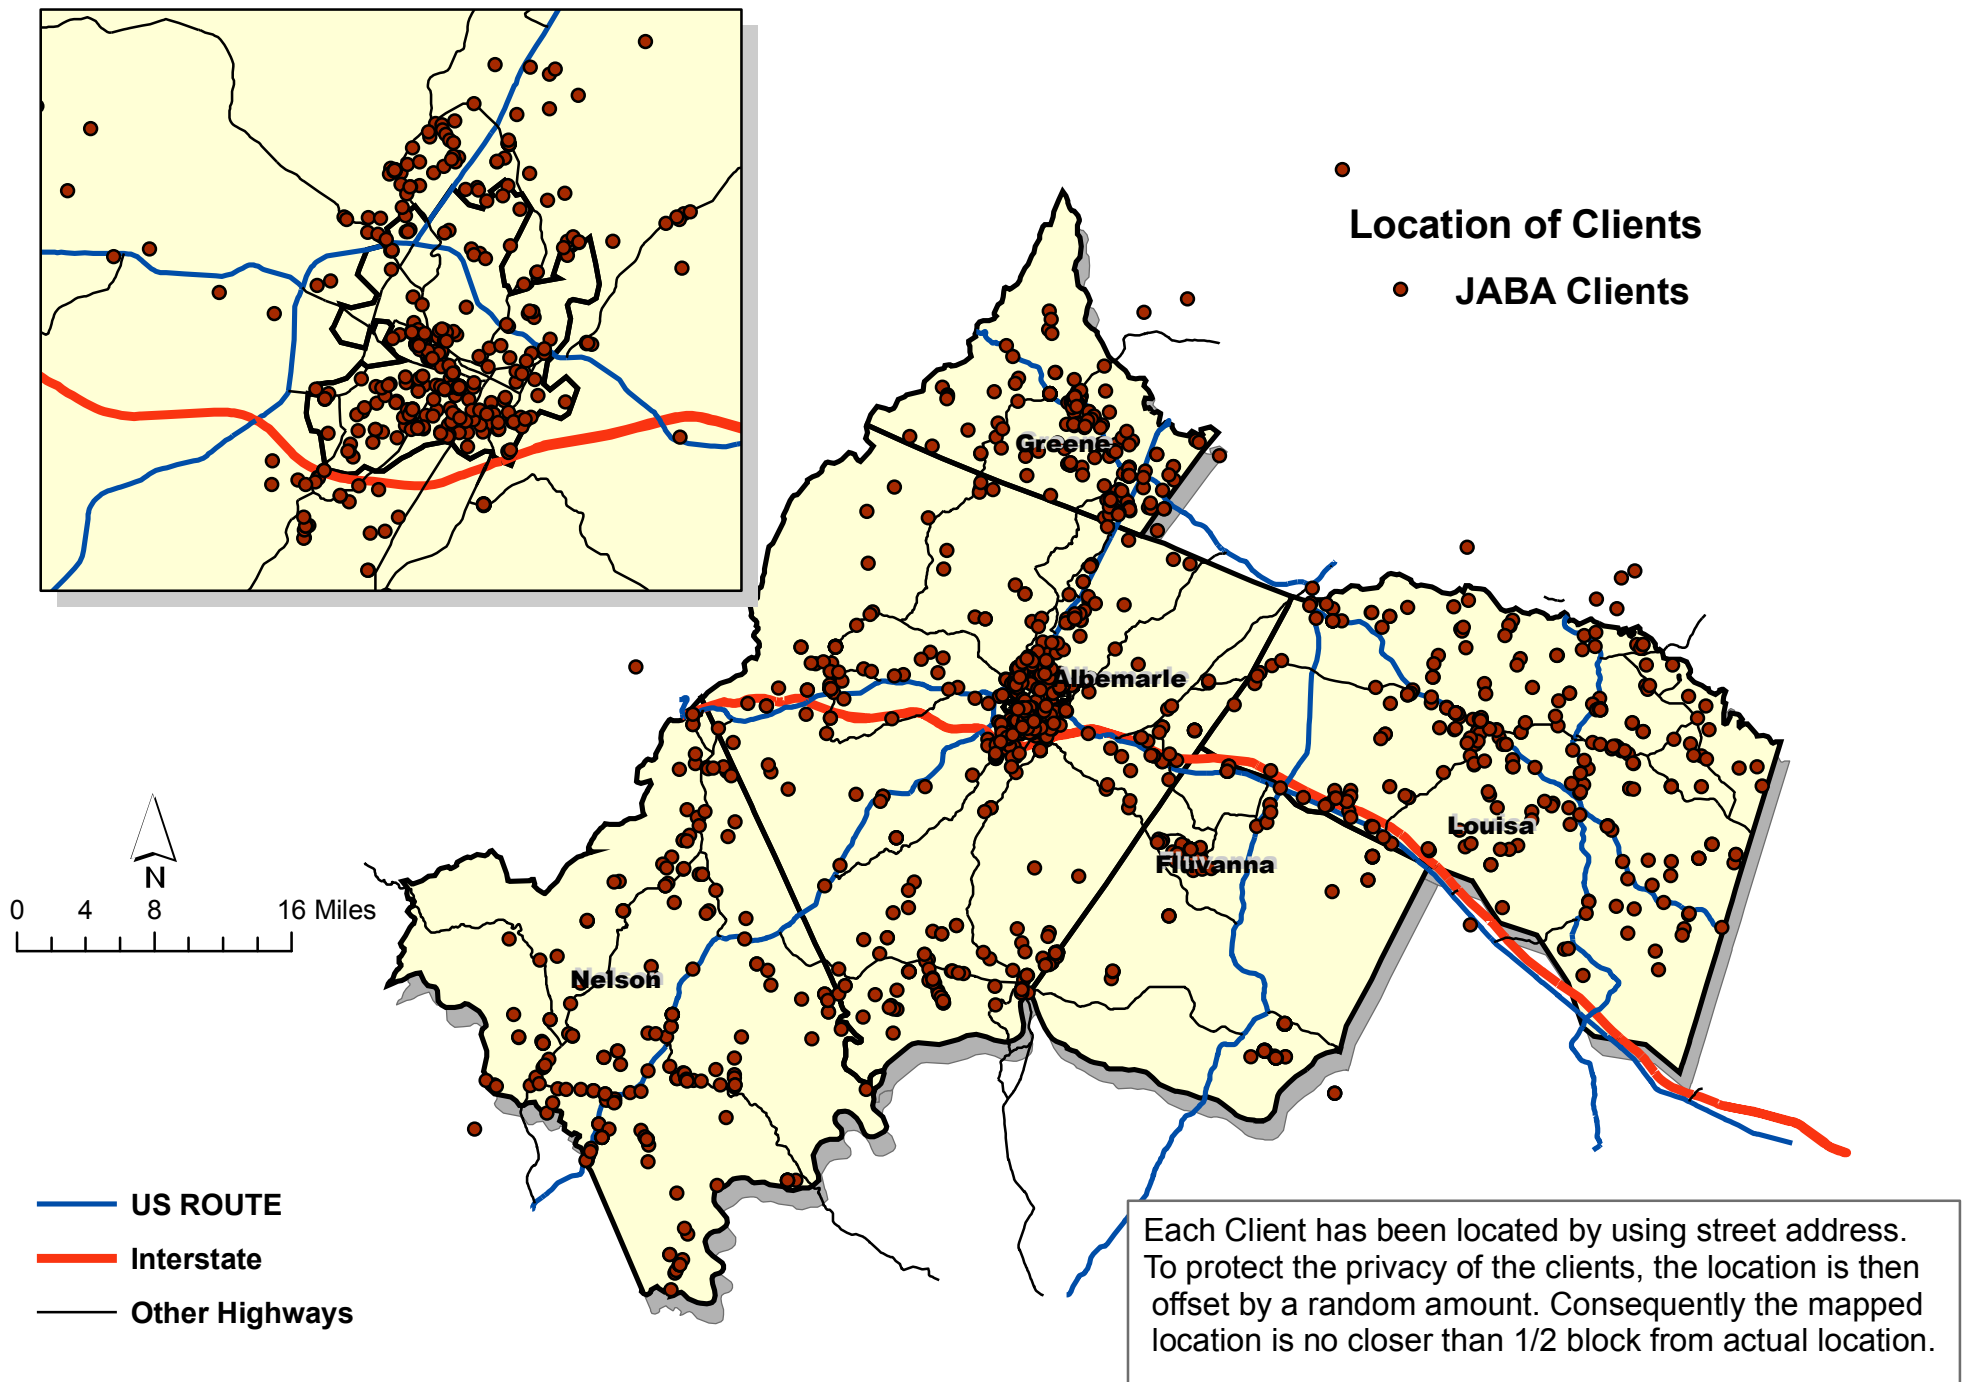 Location of Clients
JABA Clients
Greene
Albemarle
Louisa
Fluvanna
Nelson
N
0 4 8 16 Miles
US ROUTE
Interstate
Other Highways
Each Client has been located by using street address.
To protect the privacy of the clients, the location is then
offset by a random amount. Consequently the mapped
location is no closer than 1/2 block from actual location.